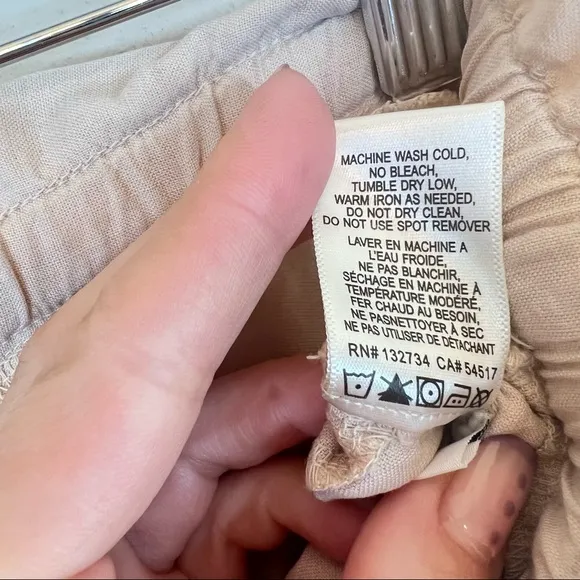 MACHINE WASH COLD,
NO BLEACH,
TUMBLE DRY LOW,
WARM IRON AS NEEDED,
DO NOT DRY CLEAN,
DO NOT USE SPOT REMOVER
LAVER EN MACHINE A
L'EAU FROIDE,
NE PAS BLANCHIR,
SÉCHAGE EN MACHINE À
TEMPÉRATURE MODÉRÉ,
FER CHAUD AU BESOIN,
NE PASNETTOYER À SEC
NE PAS UTILISER DE DÉTACHANT
RN# 132734 CA# 54517